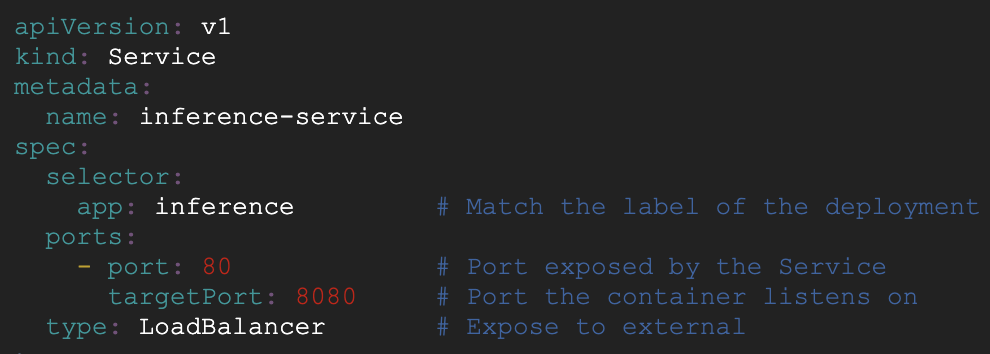 apiVersion: v1
kind: Service
metadata:
  name: inference-service
spec:
  selector:
    app: inference         # Match the label of the deployment
  ports:
    - port: 80             # Port exposed by the Service
      targetPort: 8080     # Port the container listens on
  type: LoadBalancer       # Expose to external